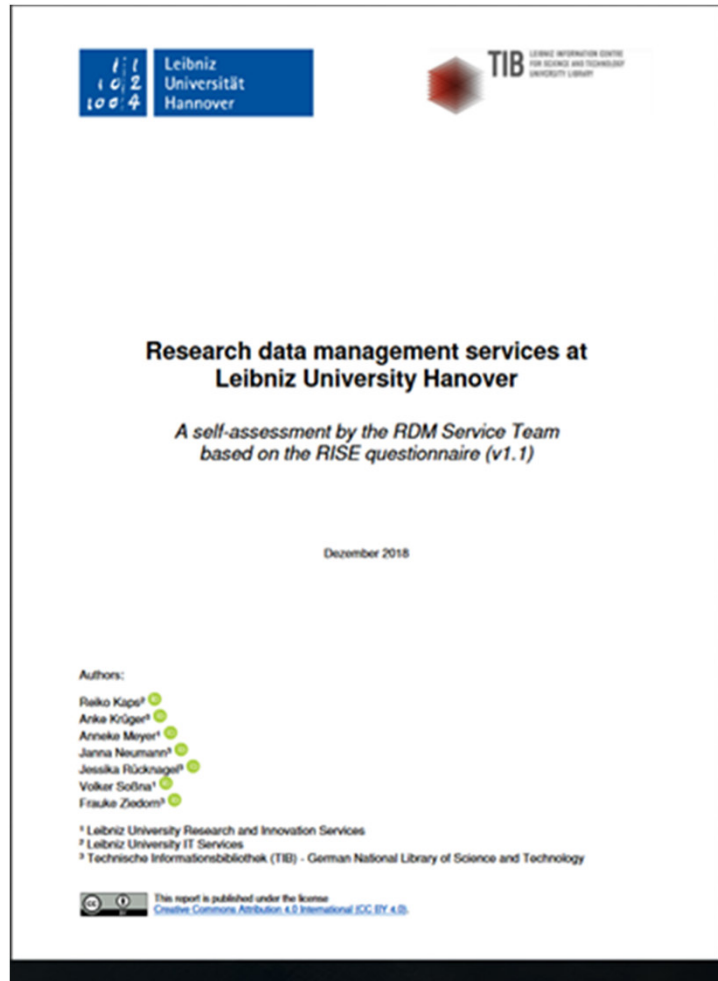 Leibniz
Universität
Hannover
TIB
LEIBNIZ INFORMATION CENTRE
FOR SCIENCE AND TECHNOLOGY
UNIVERSITY LIBRARY
Research data management services at
Leibniz University Hanover
A self-assessment by the RDM Service Team
based on the RISE questionnaire (v1.1)
Dezember 2018
Authors:
Reiko Kaps²
Anke Krüger³
Anneke Meyer¹
Janna Neumann³
Jessika Rücknagel³
Volker Soßna¹
Frauke Ziedorn³
¹ Leibniz University Research and Innovation Services
² Leibniz University IT Services
³ Technische Informationsbibliothek (TIB) - German National Library of Science and Technology
cc
BY
This report is published under the license
Creative Commons Attribution 4.0 International (CC BY 4.0).